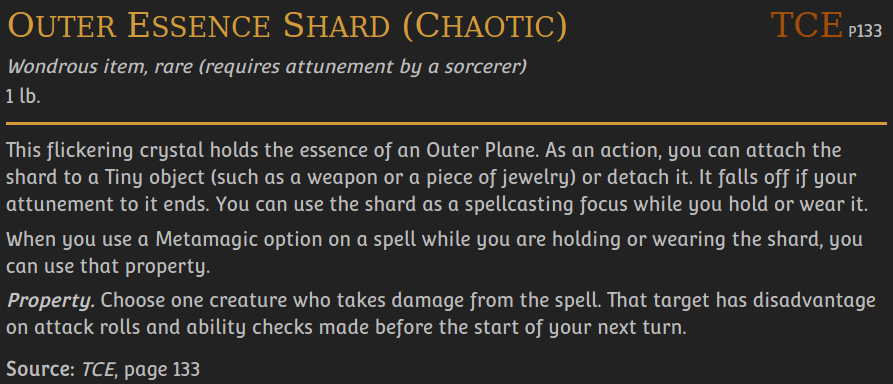 Outer Essence Shard (Chaotic) TCE P133
Wondrous item, rare (requires attunement by a sorcerer)
1 lb.
This flickering crystal holds the essence of an Outer Plane. As an action, you can attach the
shard to a Tiny object (such as a weapon or a piece of jewelry) or detach it. It falls off if your
attunement to it ends. You can use the shard as a spellcasting focus while you hold or wear it.
When you use a Metamagic option on a spell while you are holding or wearing the shard, you
can use that property.
Property. Choose one creature who takes damage from the spell. That target has disadvantage
on attack rolls and ability checks made before the start of your next turn.
Source: TCE, page 133